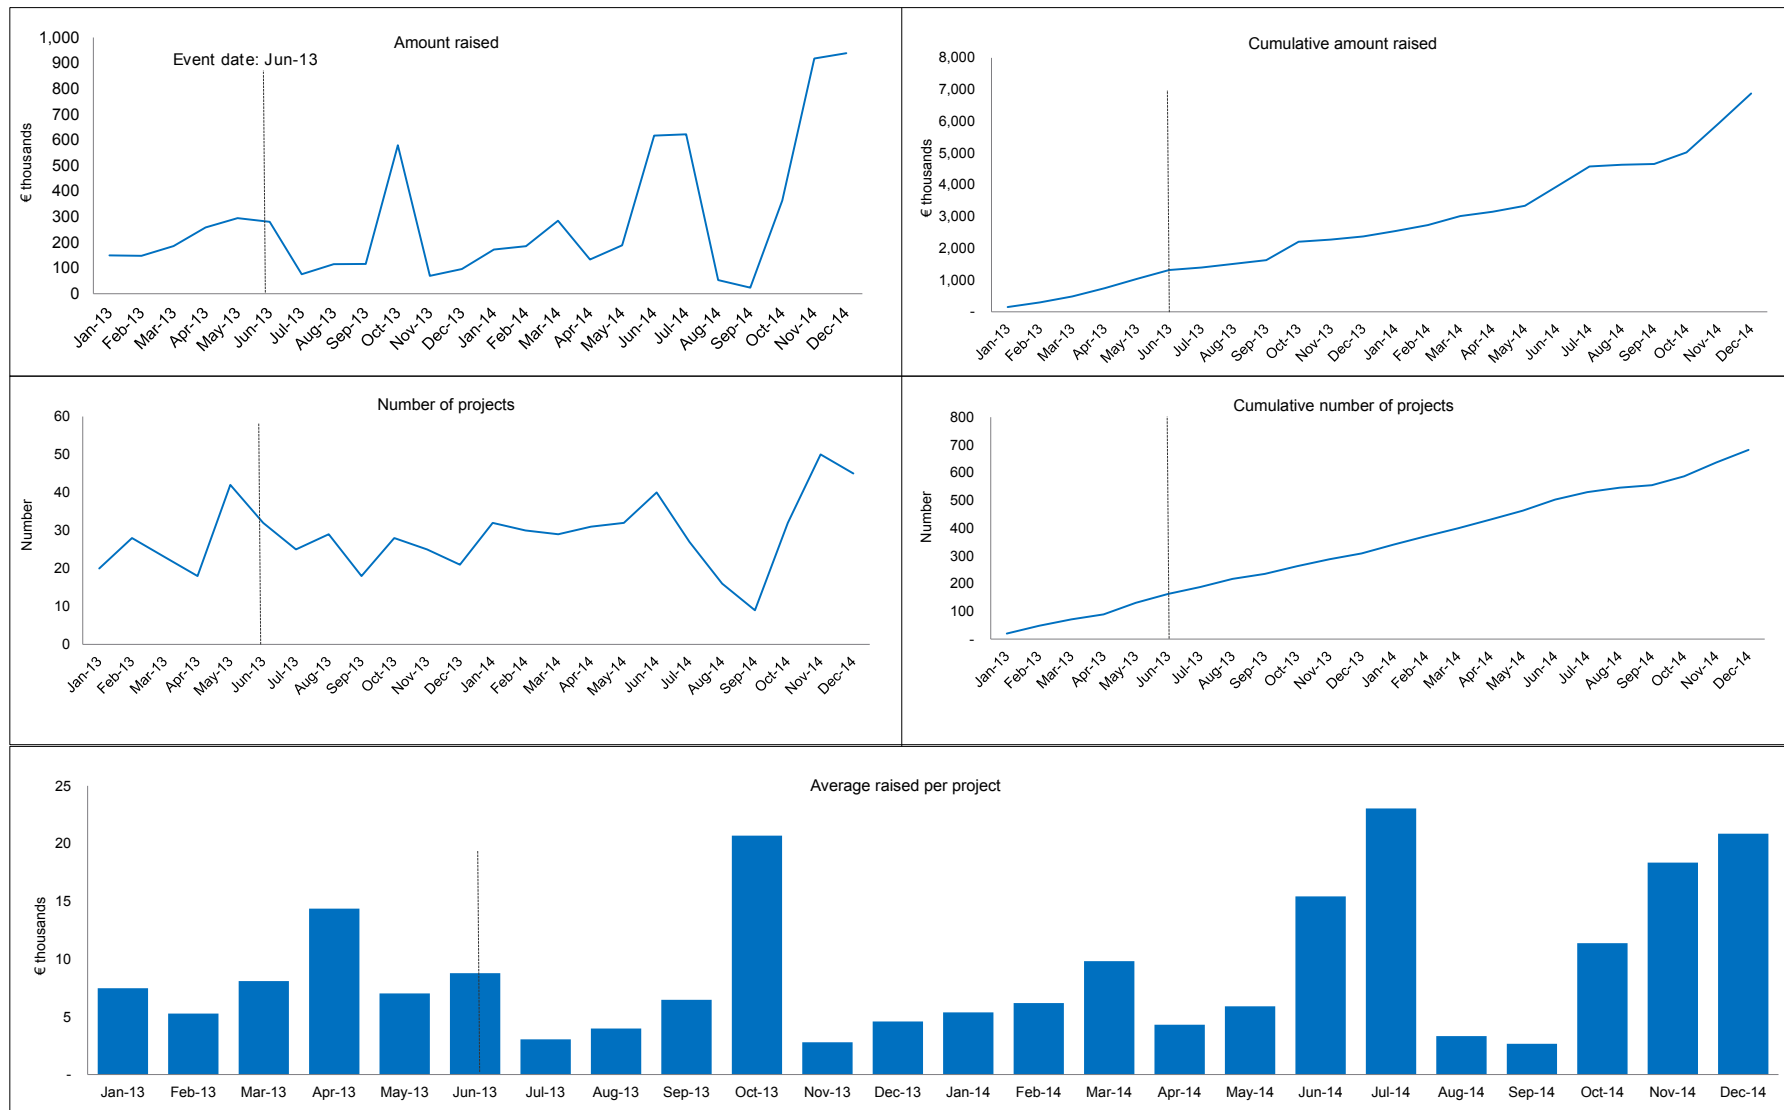 Amount raised
Event date: Jun-13
€ thousands
1,000
900
800
700
600
500
400
300
200
100
0
Jan-13 Feb-13 Mar-13 Apr-13 May-13 Jun-13 Jul-13 Aug-13 Sep-13 Oct-13 Nov-13 Dec-13 Jan-14 Feb-14 Mar-14 Apr-14 May-14 Jun-14 Jul-14 Aug-14 Sep-14 Oct-14 Nov-14 Dec-14
Cumulative amount raised
€ thousands
8,000
7,000
6,000
5,000
4,000
3,000
2,000
1,000
-
Jan-13 Feb-13 Mar-13 Apr-13 May-13 Jun-13 Jul-13 Aug-13 Sep-13 Oct-13 Nov-13 Dec-13 Jan-14 Feb-14 Mar-14 Apr-14 May-14 Jun-14 Jul-14 Aug-14 Sep-14 Oct-14 Nov-14 Dec-14
Number of projects
Number
60
50
40
30
20
10
0
Jan-13 Feb-13 Mar-13 Apr-13 May-13 Jun-13 Jul-13 Aug-13 Sep-13 Oct-13 Nov-13 Dec-13 Jan-14 Feb-14 Mar-14 Apr-14 May-14 Jun-14 Jul-14 Aug-14 Sep-14 Oct-14 Nov-14 Dec-14
Cumulative number of projects
Number
800
700
600
500
400
300
200
100
-
Jan-13 Feb-13 Mar-13 Apr-13 May-13 Jun-13 Jul-13 Aug-13 Sep-13 Oct-13 Nov-13 Dec-13 Jan-14 Feb-14 Mar-14 Apr-14 May-14 Jun-14 Jul-14 Aug-14 Sep-14 Oct-14 Nov-14 Dec-14
Average raised per project
€ thousands
25
20
15
10
5
-
Jan-13 Feb-13 Mar-13 Apr-13 May-13 Jun-13 Jul-13 Aug-13 Sep-13 Oct-13 Nov-13 Dec-13 Jan-14 Feb-14 Mar-14 Apr-14 May-14 Jun-14 Jul-14 Aug-14 Sep-14 Oct-14 Nov-14 Dec-14